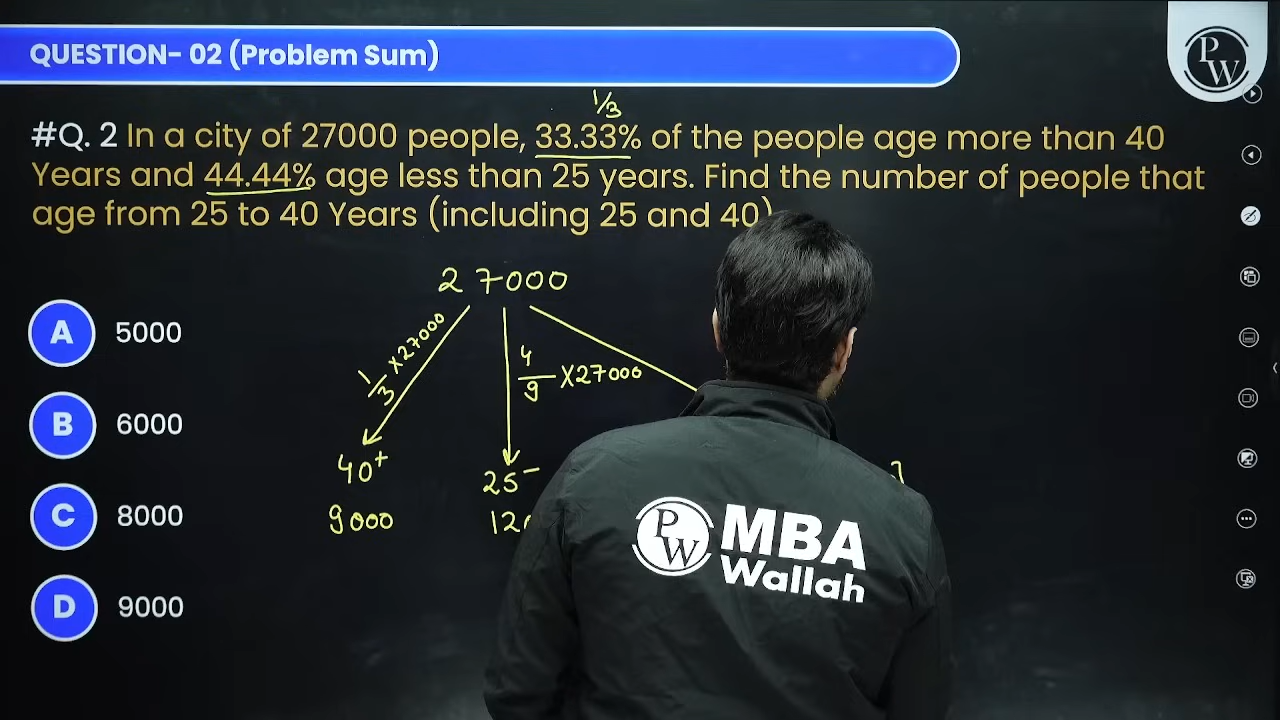 QUESTION- 02 (Problem Sum)
PW
1/3
#Q. 2 In a city of 27000 people, 33.33% of the people age more than 40
Years and 44.44% age less than 25 years. Find the number of people that
age from 25 to 40 Years (including 25 and 40)
27000
1/3 × 27000
4/9 × 27000
A 5000
B 6000
C 8000
D 9000
40+
25-
9000
PW MBA
Wallah